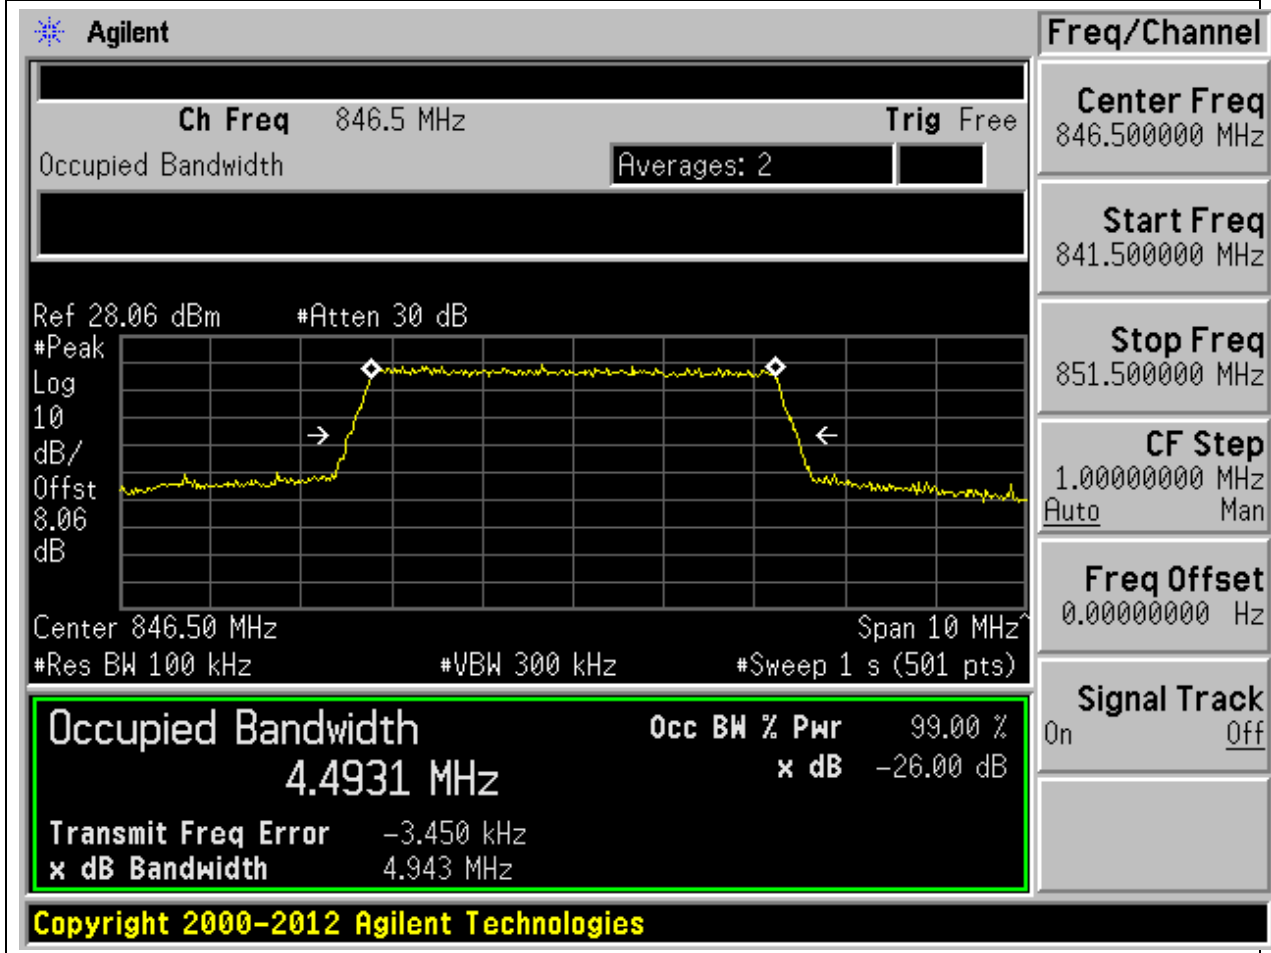 Agilent
Freq/Channel
Ch Freq 846.5 MHz Trig Free
Occupied Bandwidth Averages: 2
Center Freq
846.500000 MHz
Start Freq
841.500000 MHz
Stop Freq
851.500000 MHz
CF Step
1.00000000 MHz
Auto Man
Freq Offset
0.00000000 Hz
Signal Track
On Off
Ref 28.06 dBm #Atten 30 dB
#Peak
Log
10
dB/
Offst
8.06
dB
Center 846.50 MHz Span 10 MHz^
#Res BW 100 kHz #VBW 300 kHz #Sweep 1 s (501 pts)
Occupied Bandwidth Occ BW % Pwr 99.00 %
4.4931 MHz x dB -26.00 dB
Transmit Freq Error -3.450 kHz
x dB Bandwidth 4.943 MHz
Copyright 2000-2012 Agilent Technologies